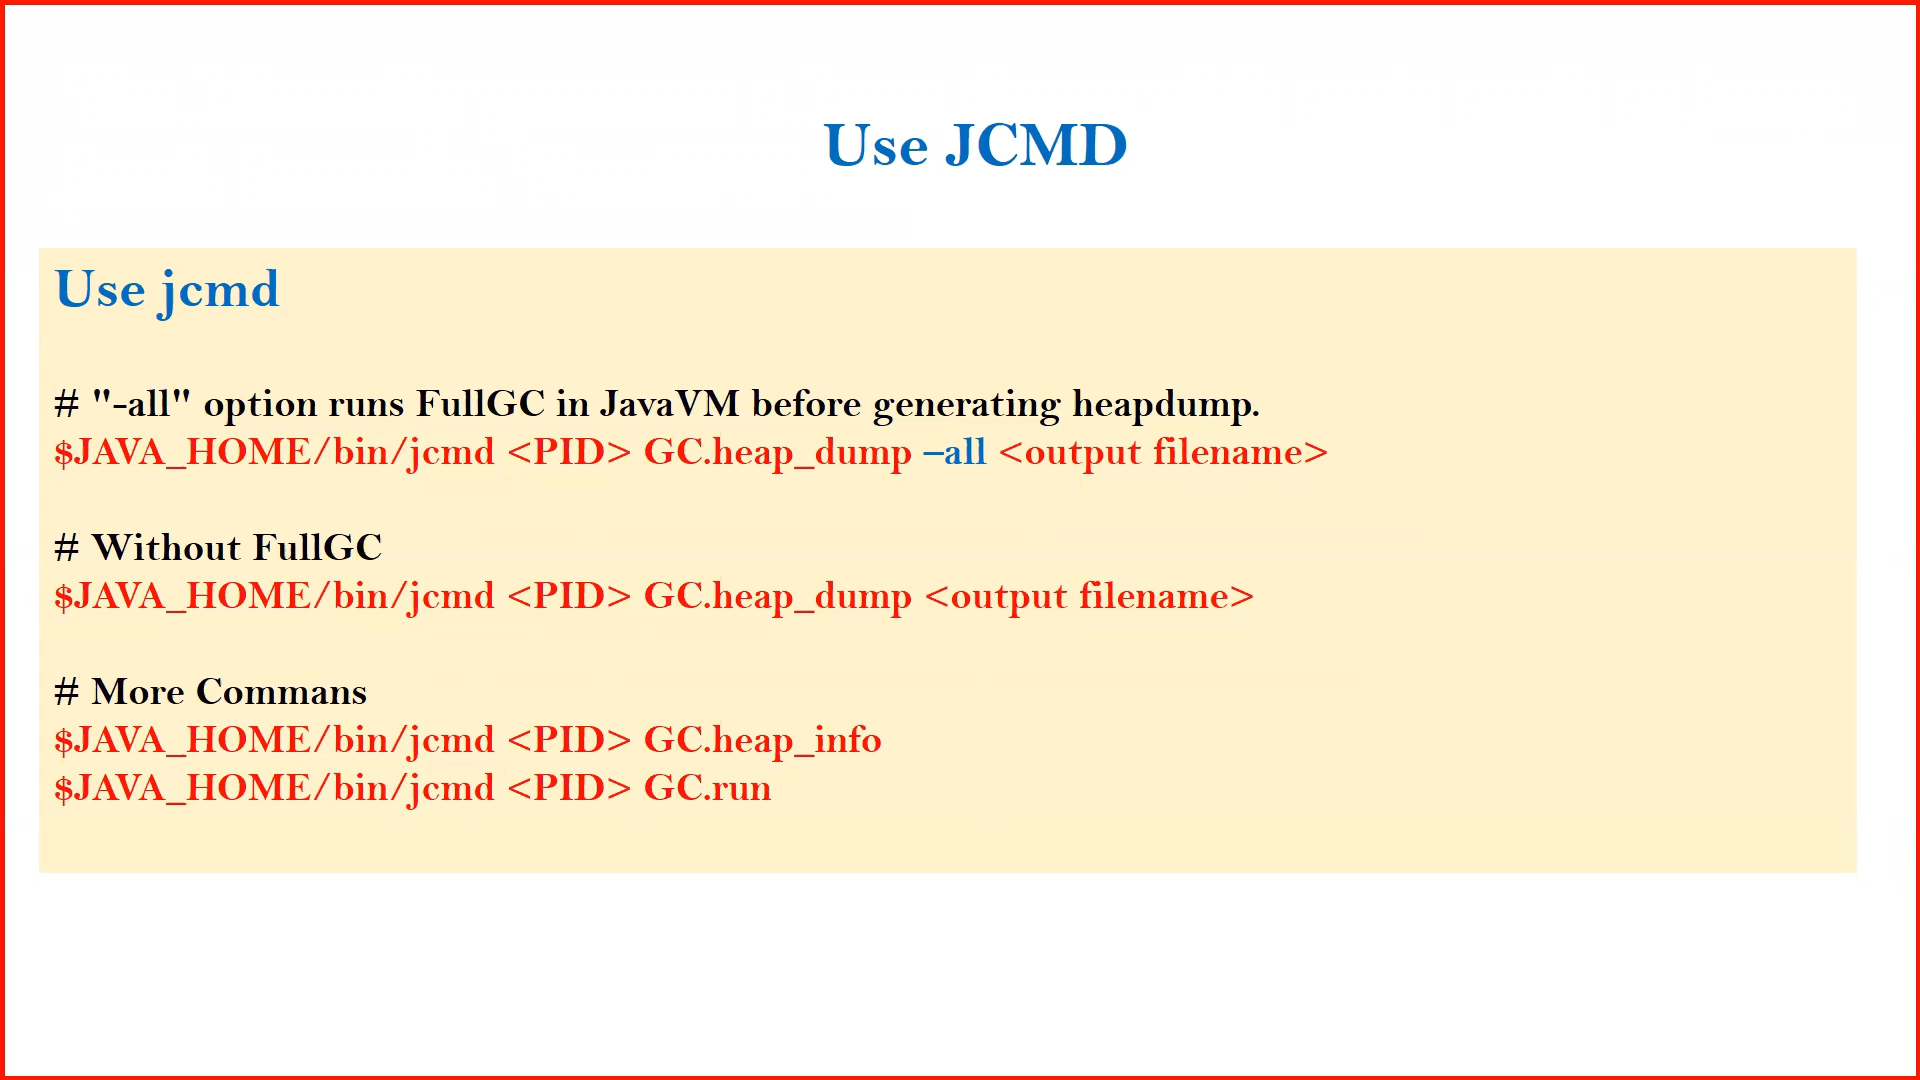 Use JCMD
Use jcmd
# "-all" option runs FullGC in JavaVM before generating heapdump.
$JAVA_HOME/bin/jcmd <PID> GC.heap_dump –all <output filename>
# Without FullGC
$JAVA_HOME/bin/jcmd <PID> GC.heap_dump <output filename>
# More Commans
$JAVA_HOME/bin/jcmd <PID> GC.heap_info
$JAVA_HOME/bin/jcmd <PID> GC.run